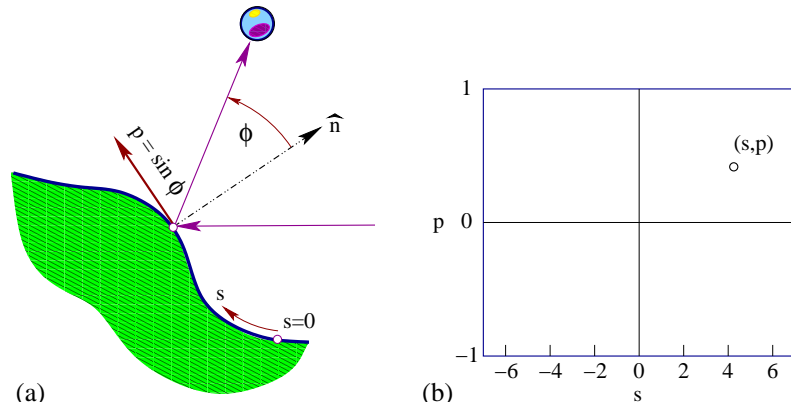 n̂
ϕ
p = sin ϕ
s
s=0
(a)
1
(s,p)
p
0
−1
−6 −4 −2 0 2 4 6
s
(b)